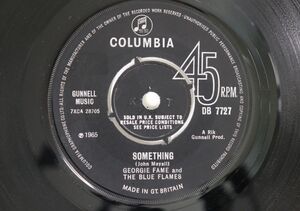 COLUMBIA
GUNNELL
MUSIC
7XCA 28705
45 RPM
DB 7727
SOLD IN U.K. SUBJECT TO
RESALE PRICE CONDITIONS
SEE PRICE LISTS
A Rik
Gunnell Prod.
℗ 1965
SOMETHING
(John Mayall)
GEORGIE FAME and
THE BLUE FLAMES
MADE IN GT. BRITAIN